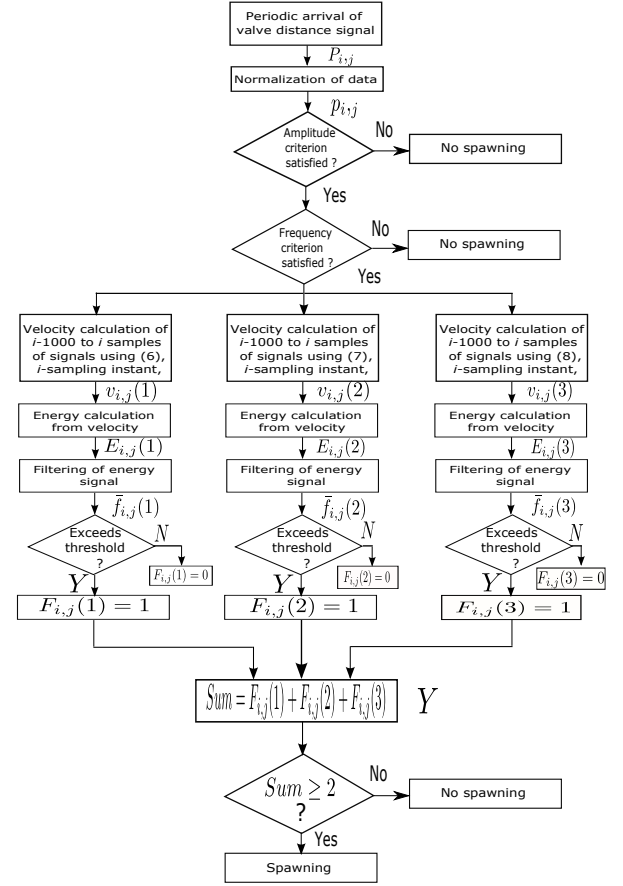 Periodic arrival of
valve distance signal
P_{i,j}
Normalization of data
p_{i,j}
Amplitude
criterion
satisfied ?
No
No spawning
Yes
Frequency
criterion
satisfied ?
No
No spawning
Yes
Velocity calculation of
i-1000 to i samples
of signals using (6),
i-sampling instant,
Velocity calculation of
i-1000 to i samples
of signals using (7),
i-sampling instant,
Velocity calculation of
i-1000 to i samples
of signals using (8),
i-sampling instant,
v_{i,j}(1)
v_{i,j}(2)
v_{i,j}(3)
Energy calculation
from velocity
Energy calculation
from velocity
Energy calculation
from velocity
E_{i,j}(1)
E_{i,j}(2)
E_{i,j}(3)
Filtering of energy
signal
Filtering of energy
signal
Filtering of energy
signal
f̄_{i,j}(1)
f̄_{i,j}(2)
f̄_{i,j}(3)
Exceeds
threshold
?
N
Exceeds
threshold
?
N
Exceeds
threshold
?
N
F_{i,j}(1) = 0
F_{i,j}(2) = 0
F_{i,j}(3) = 0
Y
Y
Y
F_{i,j}(1) = 1
F_{i,j}(2) = 1
F_{i,j}(3) = 1
Sum = F_{i,j}(1) + F_{i,j}(2) + F_{i,j}(3)
Y
Sum ≥ 2
?
No
No spawning
Yes
Spawning